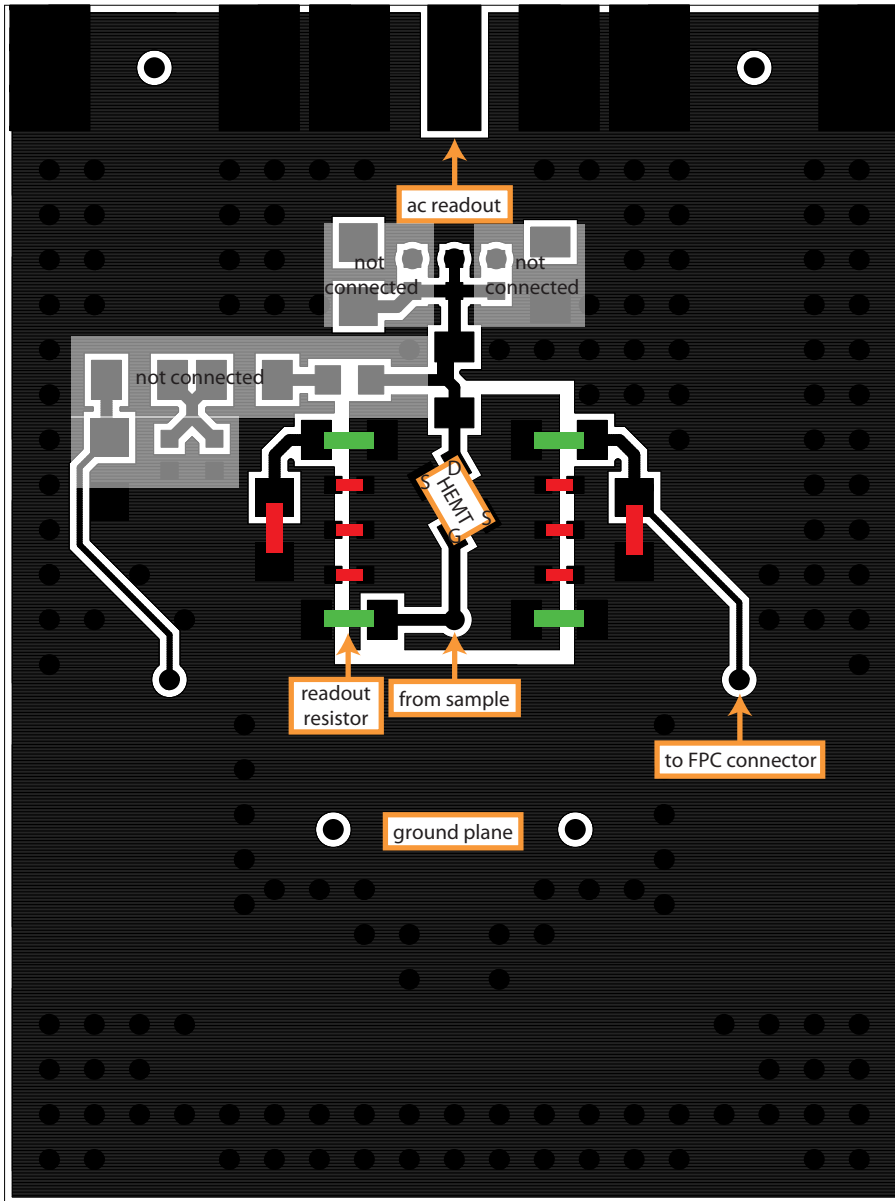 ac readout
not
connected
not
connected
not connected
D
S
HEMT
S
G
readout
resistor
from sample
to FPC connector
ground plane